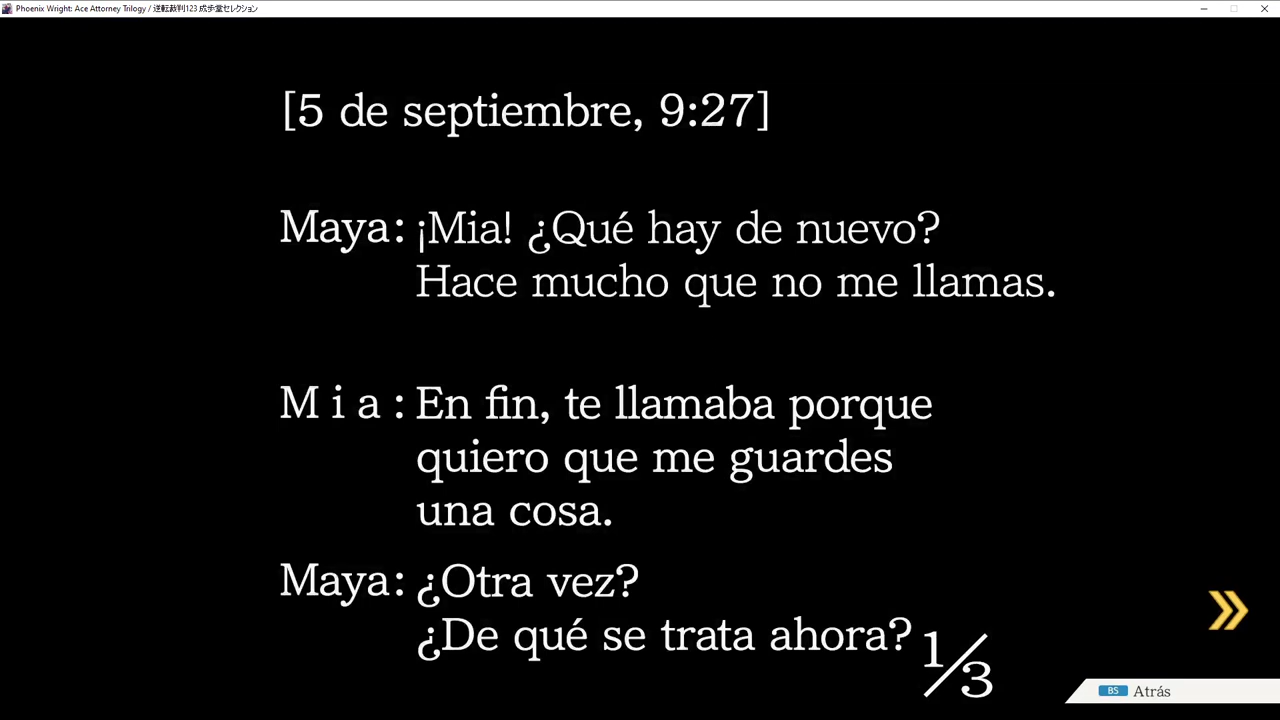 Phoenix Wright: Ace Attorney Trilogy / 逆転裁判123 成歩堂セレクション
[5 de septiembre, 9:27]
Maya: ¡Mia! ¿Qué hay de nuevo?
Hace mucho que no me llamas.
Mia: En fin, te llamaba porque
quiero que me guardes
una cosa.
Maya: ¿Otra vez?
¿De qué se trata ahora?
1/3
BS Atrás